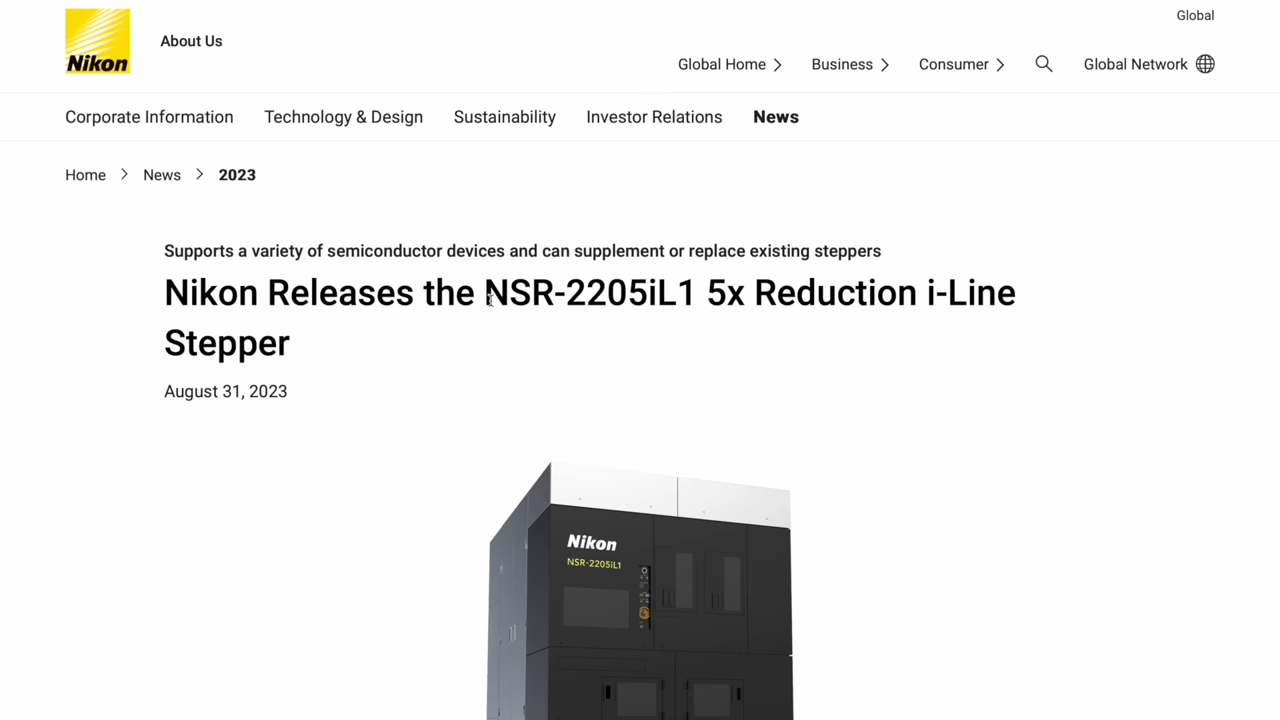 Global
Nikon
About Us
Global Home
Business
Consumer
Global Network
Corporate Information
Technology & Design
Sustainability
Investor Relations
News
Home
News
2023
Supports a variety of semiconductor devices and can supplement or replace existing steppers
Nikon Releases the NSR-2205iL1 5x Reduction i-Line
Stepper
August 31, 2023
Nikon
NSR-2205iL1